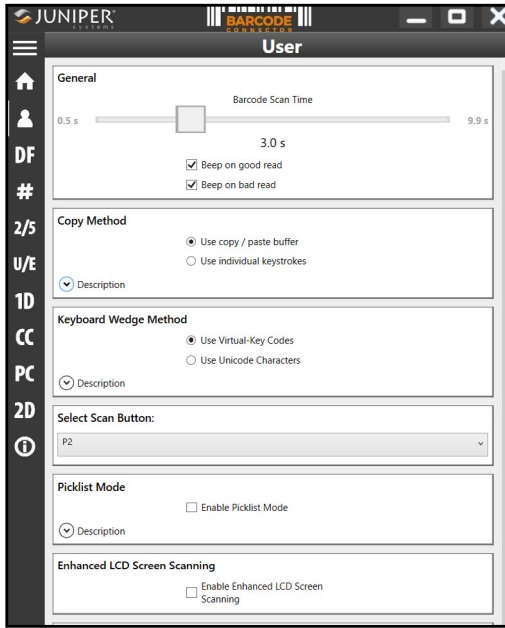 JUNIPER®
systems
BARCODE
CONNECTOR
User
General
Barcode Scan Time
0.5 s
9.9 s
3.0 s
Beep on good read
Beep on bad read
Copy Method
Use copy / paste buffer
Use individual keystrokes
Description
Keyboard Wedge Method
Use Virtual-Key Codes
Use Unicode Characters
Description
Select Scan Button:
P2
Picklist Mode
Enable Picklist Mode
Description
Enhanced LCD Screen Scanning
Enable Enhanced LCD Screen
Scanning
DF
#
2/5
U/E
1D
CC
PC
2D